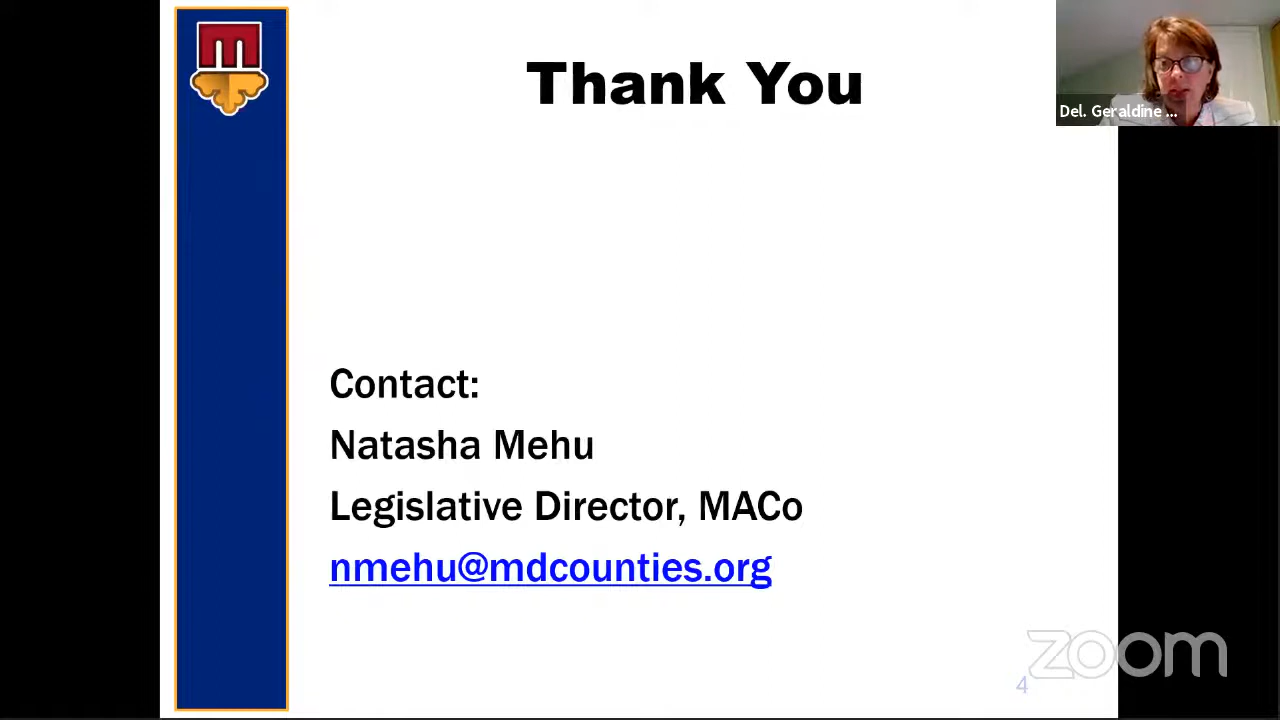 Thank You
Del. Geraldine ...
Contact:
Natasha Mehu
Legislative Director, MACo
nmehu@mdcounties.org
zoom
4